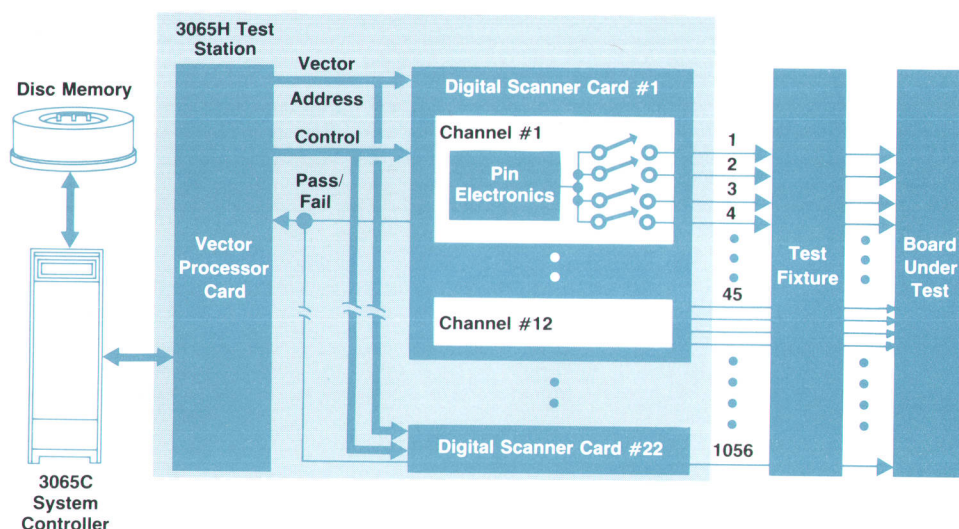 3065H Test
Station
Disc Memory
3065C
System
Controller
Vector
Processor
Card
Vector
Address
Control
Pass/
Fail
Digital Scanner Card #1
Channel #1
Pin
Electronics
Channel #12
Digital Scanner Card #22
1
2
3
4
45
1056
Test
Fixture
Board
Under
Test